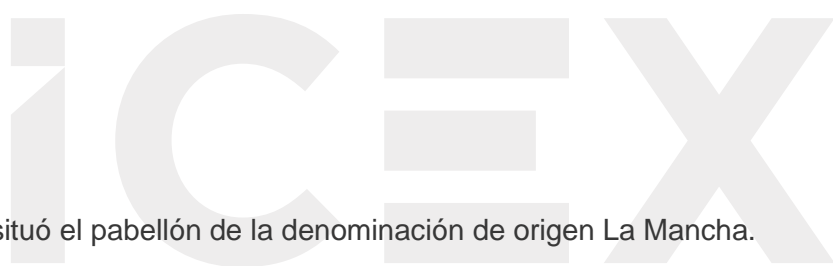 iCEX
situó el pabellón de la denominación de origen La Mancha.